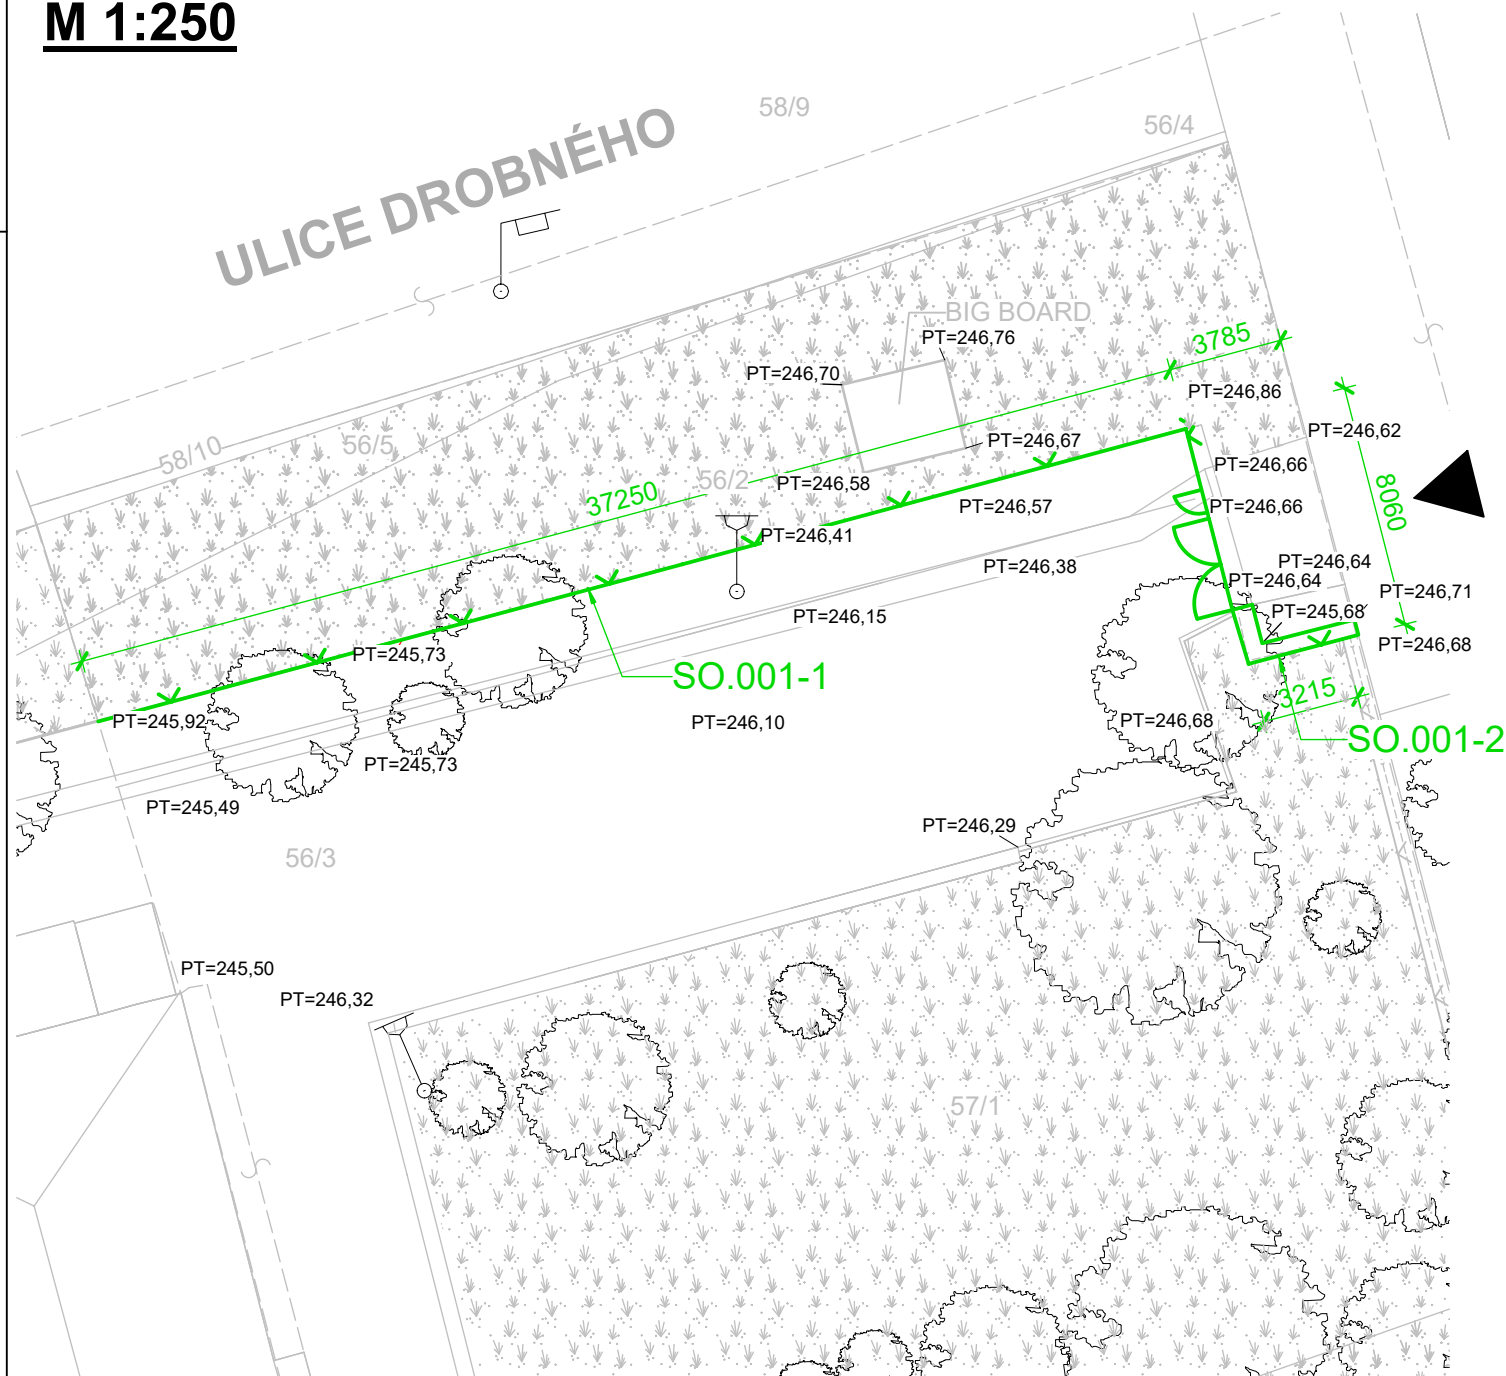 M 1:250
58/9
56/4
ULICE DROBNÉHO
BIG BOARD
PT=246,76
3785
PT=246,70
PT=246,86
PT=246,62
58/10
56/5
PT=246,67
PT=246,66
56/2
PT=246,58
37250
8060
PT=246,57
PT=246,66
PT=246,41
PT=246,38
PT=246,64
PT=246,64
PT=246,71
PT=246,15
PT=245,68
PT=246,68
PT=245,73
SO.001-1
3215
PT=245,92
PT=246,10
PT=246,68
SO.001-2
PT=245,73
PT=245,49
PT=246,29
56/3
PT=245,50
PT=246,32
57/1